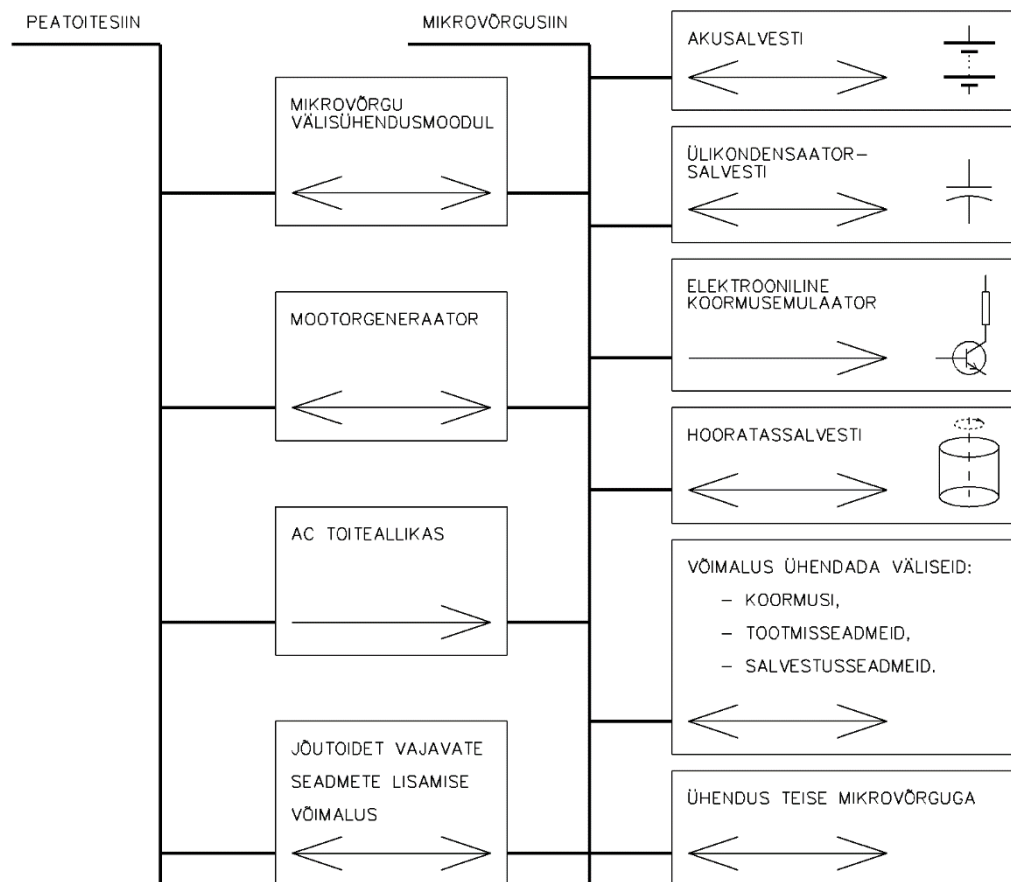 PEATOITESIIN
MIKROVÕRGUSIIN
MIKROVÕRGU
VÄLISÜHENDUSMOODUL
MOOTORGENERAATOR
AC TOITEALLIKAS
JÕUTOIDET VAJAVATE
SEADMETE LISAMISE
VÕIMALUS
AKUSALVESTI
ÜLIKONDENSAATOR–
SALVESTI
ELEKTROONILINE
KOORMUSEMULAATOR
HOORATASSALVESTI
VÕIMALUS ÜHENDADA VÄLISEID:
– KOORMUSI,
– TOOTMISSEADMEID,
– SALVESTUSSEADMEID.
ÜHENDUS TEISE MIKROVÕRGUGA